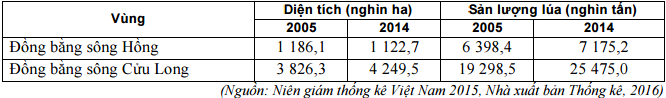 Vùng Diện tích (nghìn ha) Sản lượng lúa (nghìn tấn)
2005 2014 2005 2014
Đồng bằng sông Hồng 1 186,1 1 122,7 6 398,4 7 175,2
Đồng bằng sông Cửu Long 3 826,3 4 249,5 19 298,5 25 475,0
(Nguồn: Niên giám thống kê Việt Nam 2015, Nhà xuất bản Thống kê, 2016)